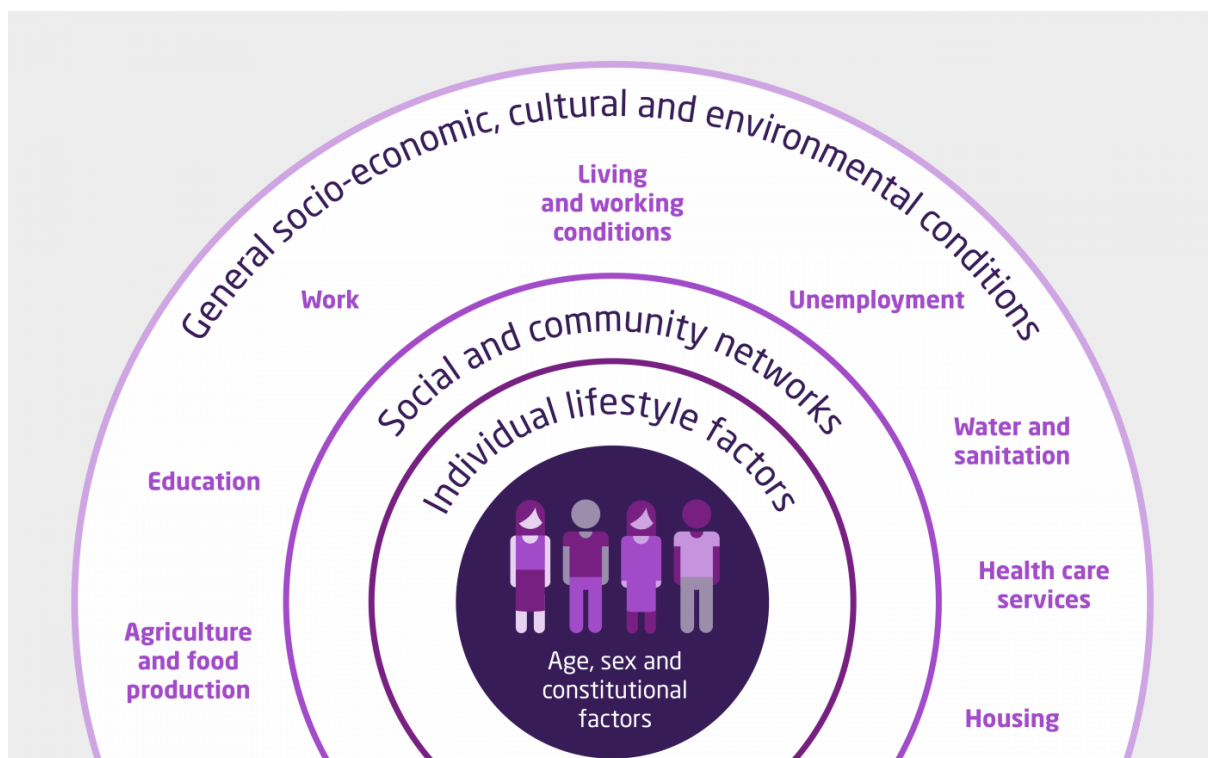 General socio-economic, cultural and environmental conditions
Living
and working
conditions
Work
Unemployment
Social and community networks
Individual lifestyle factors
Education
Water and
sanitation
Agriculture
and food
production
Health care
services
Housing
Age, sex and
constitutional
factors